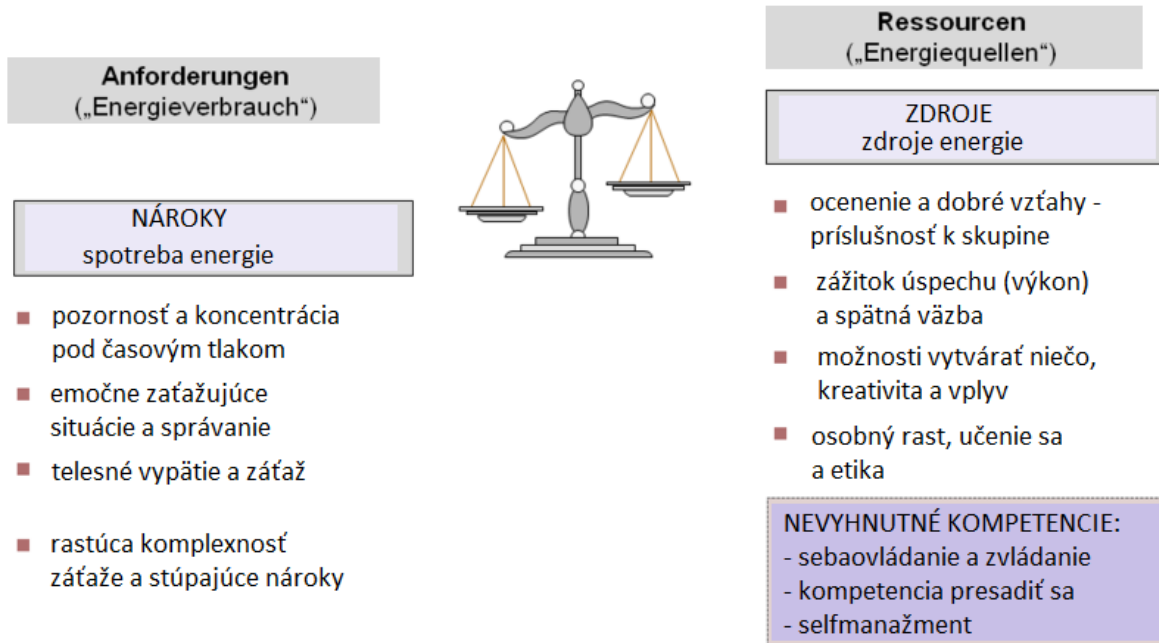 Anforderungen
(„Energieverbrauch“)
NÁROKY
spotreba energie
pozornosť a koncentrácia
pod časovým tlakom
emočne zaťažujúce
situácie a správanie
telesné vypätie a záťaž
rastúca komplexnosť
záťaže a stúpajúce nároky
Ressourcen
(„Energiequellen“)
ZDROJE
zdroje energie
ocenenie a dobré vzťahy -
príslušnosť k skupine
zážitok úspechu (výkon)
a spätná väzba
možnosti vytvárať niečo,
kreativita a vplyv
osobný rast, učenie sa
a etika
NEVYHNUTNÉ KOMPETENCIE:
- sebaovládanie a zvládanie
- kompetencia presadiť sa
- selfmanažment